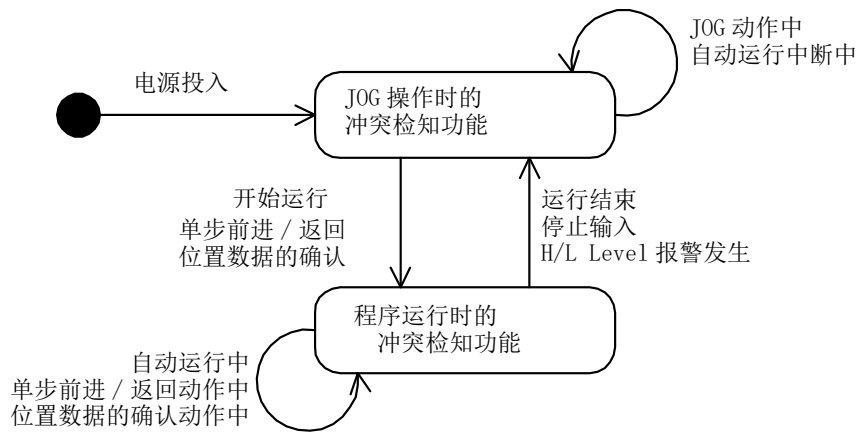 JOG 动作中
自动运行中断中
电源投入
JOG 操作时的
冲突检知功能
开始运行
单步前进 / 返回
位置数据的确认
运行结束
停止输入
H/L Level 报警发生
程序运行时的
冲突检知功能
自动运行中
单步前进 / 返回动作中
位置数据的确认动作中